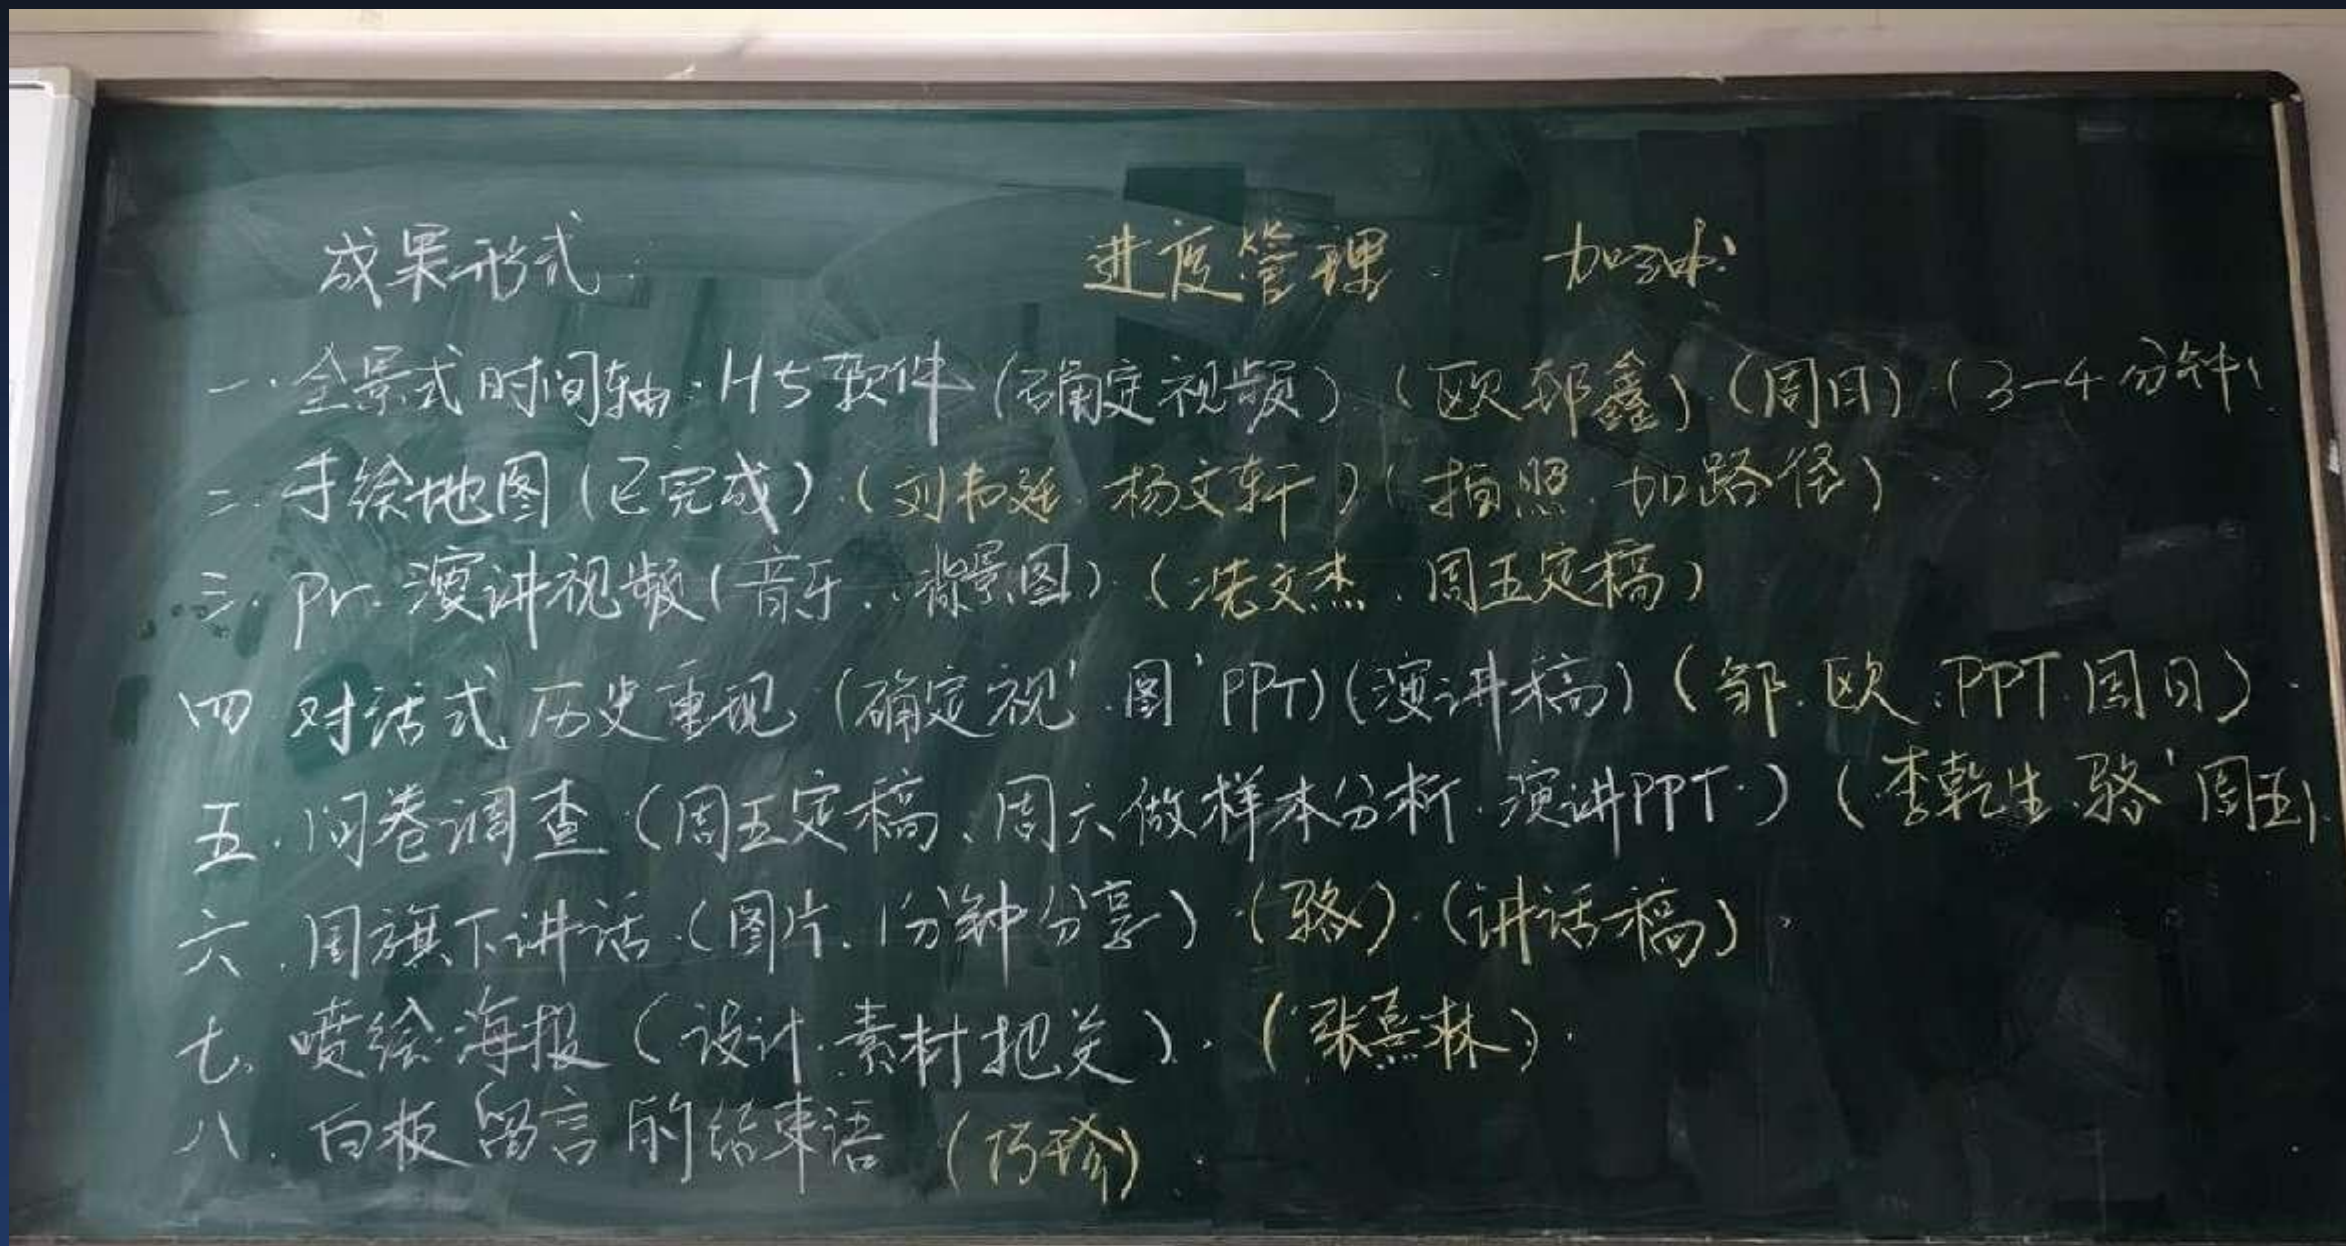 成果形式: 进度管理. 加油!
一. 全景式时间轴. H5软件 (确定视频) (欧郅鑫) (周日) (3-4分钟)
二. 手绘地图 (已完成) (刘韦廷. 杨文轩) (拍照. 加路径)
三. Pr. 演讲视频 (音乐. 背景图) (冼文杰. 周五定稿)
四 对话式历史重现 (确定视'. 图' PPT) (演讲稿) (邹. 欧. PPT. 周日).
五. 问卷调查 (周五定稿、周六做样本分析. 演讲PPT.) (李乾生. 骆' 周五)
六. 国旗下讲话. (图片. 1分钟分享) (骆). (讲话稿).
七. 喷绘海报 (设计. 素材把关). (张熹林).
八. 白板留言的结束语 (巧珍).